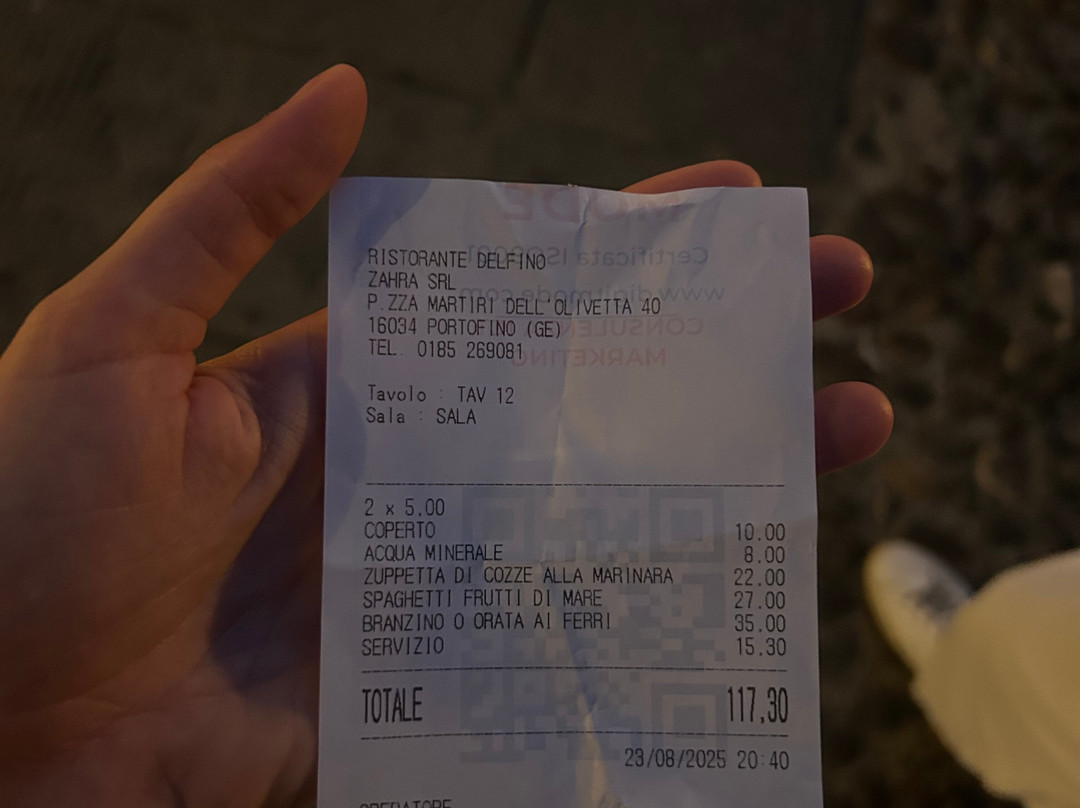 RISTORANTE DELFINO
ZAHRA SRL
P.ZZA MARTIRI DELL'OLIVETTA 40
16034 PORTOFINO (GE)
TEL. 0185 269081
Tavolo : TAV 12
Sala : SALA
2 x 5.00
COPERTO 10.00
ACQUA MINERALE 8.00
ZUPPETTA DI COZZE ALLA MARINARA 22.00
SPAGHETTI FRUTTI DI MARE 27.00
BRANZINO O ORATA AI FERRI 35.00
SERVIZIO 15.30
TOTALE 117,30
23/08/2025 20:40
OPERATORE